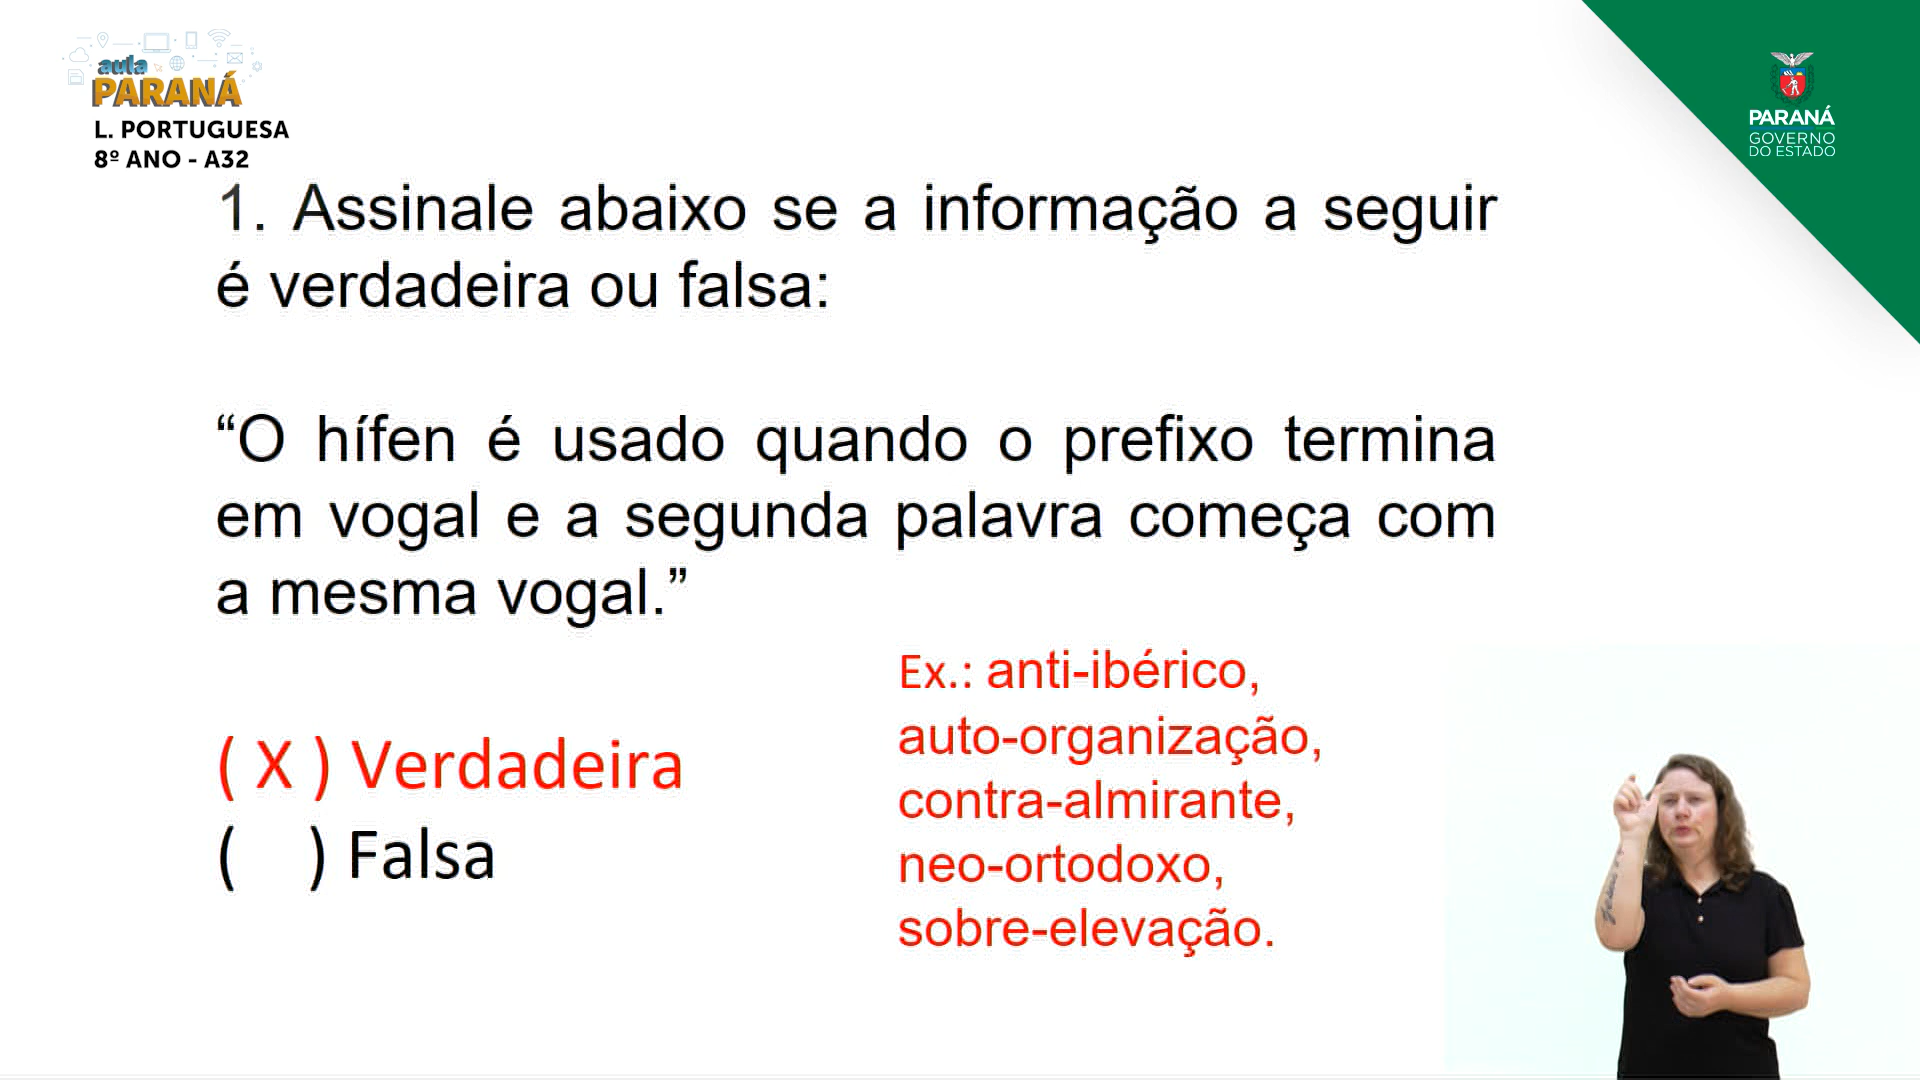 aula
PARANÁ
L. PORTUGUESA
8º ANO - A32
PARANÁ
GOVERNO
DO ESTADO
1. Assinale abaixo se a informação a seguir
é verdadeira ou falsa:
“O hífen é usado quando o prefixo termina
em vogal e a segunda palavra começa com
a mesma vogal.”
( X ) Verdadeira
( ) Falsa
Ex.: anti-ibérico,
auto-organização,
contra-almirante,
neo-ortodoxo,
sobre-elevação.